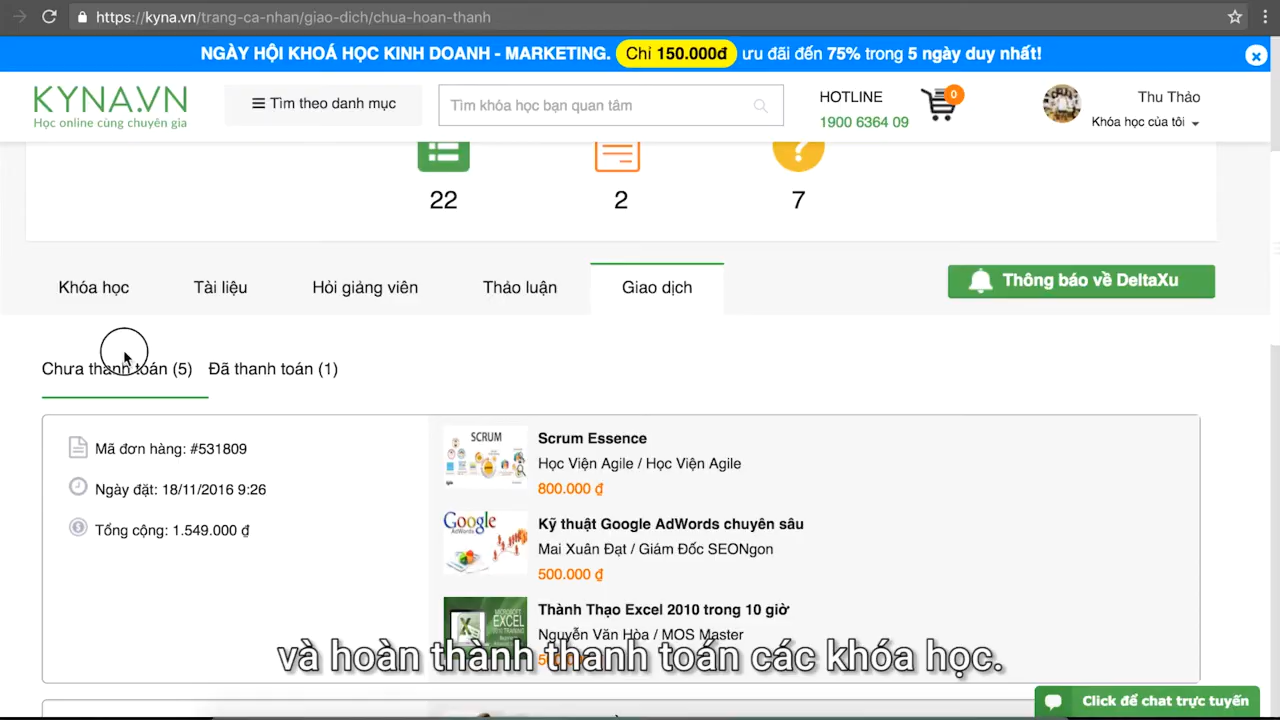 https://kyna.vn/trang-ca-nhan/giao-dich/chua-hoan-thanh
NGÀY HỘI KHOÁ HỌC KINH DOANH - MARKETING. Chỉ 150.000đ ưu đãi đến 75% trong 5 ngày duy nhất!
KYNA.VN
Học online cùng chuyên gia
Tìm theo danh mục
Tìm khóa học bạn quan tâm
HOTLINE
1900 6364 09
0
Thu Thảo
Khóa học của tôi
22
2
7
Khóa học
Tài liệu
Hỏi giảng viên
Thảo luận
Giao dịch
Thông báo về DeltaXu
Chưa thanh toán (5)
Đã thanh toán (1)
Mã đơn hàng: #531809
Ngày đặt: 18/11/2016 9:26
Tổng cộng: 1.549.000 ₫
SCRUM
Scrum Essence
Học Viện Agile / Học Viện Agile
800.000 ₫
Google
AdWords
Kỹ thuật Google AdWords chuyên sâu
Mai Xuân Đạt / Giám Đốc SEONgon
500.000 ₫
MICROSOFT
EXCEL
2010 TRAINING
Thành Thạo Excel 2010 trong 10 giờ
Nguyễn Văn Hòa / MOS Master
và hoàn thành thanh toán các khóa học.
Click để chat trực tuyến